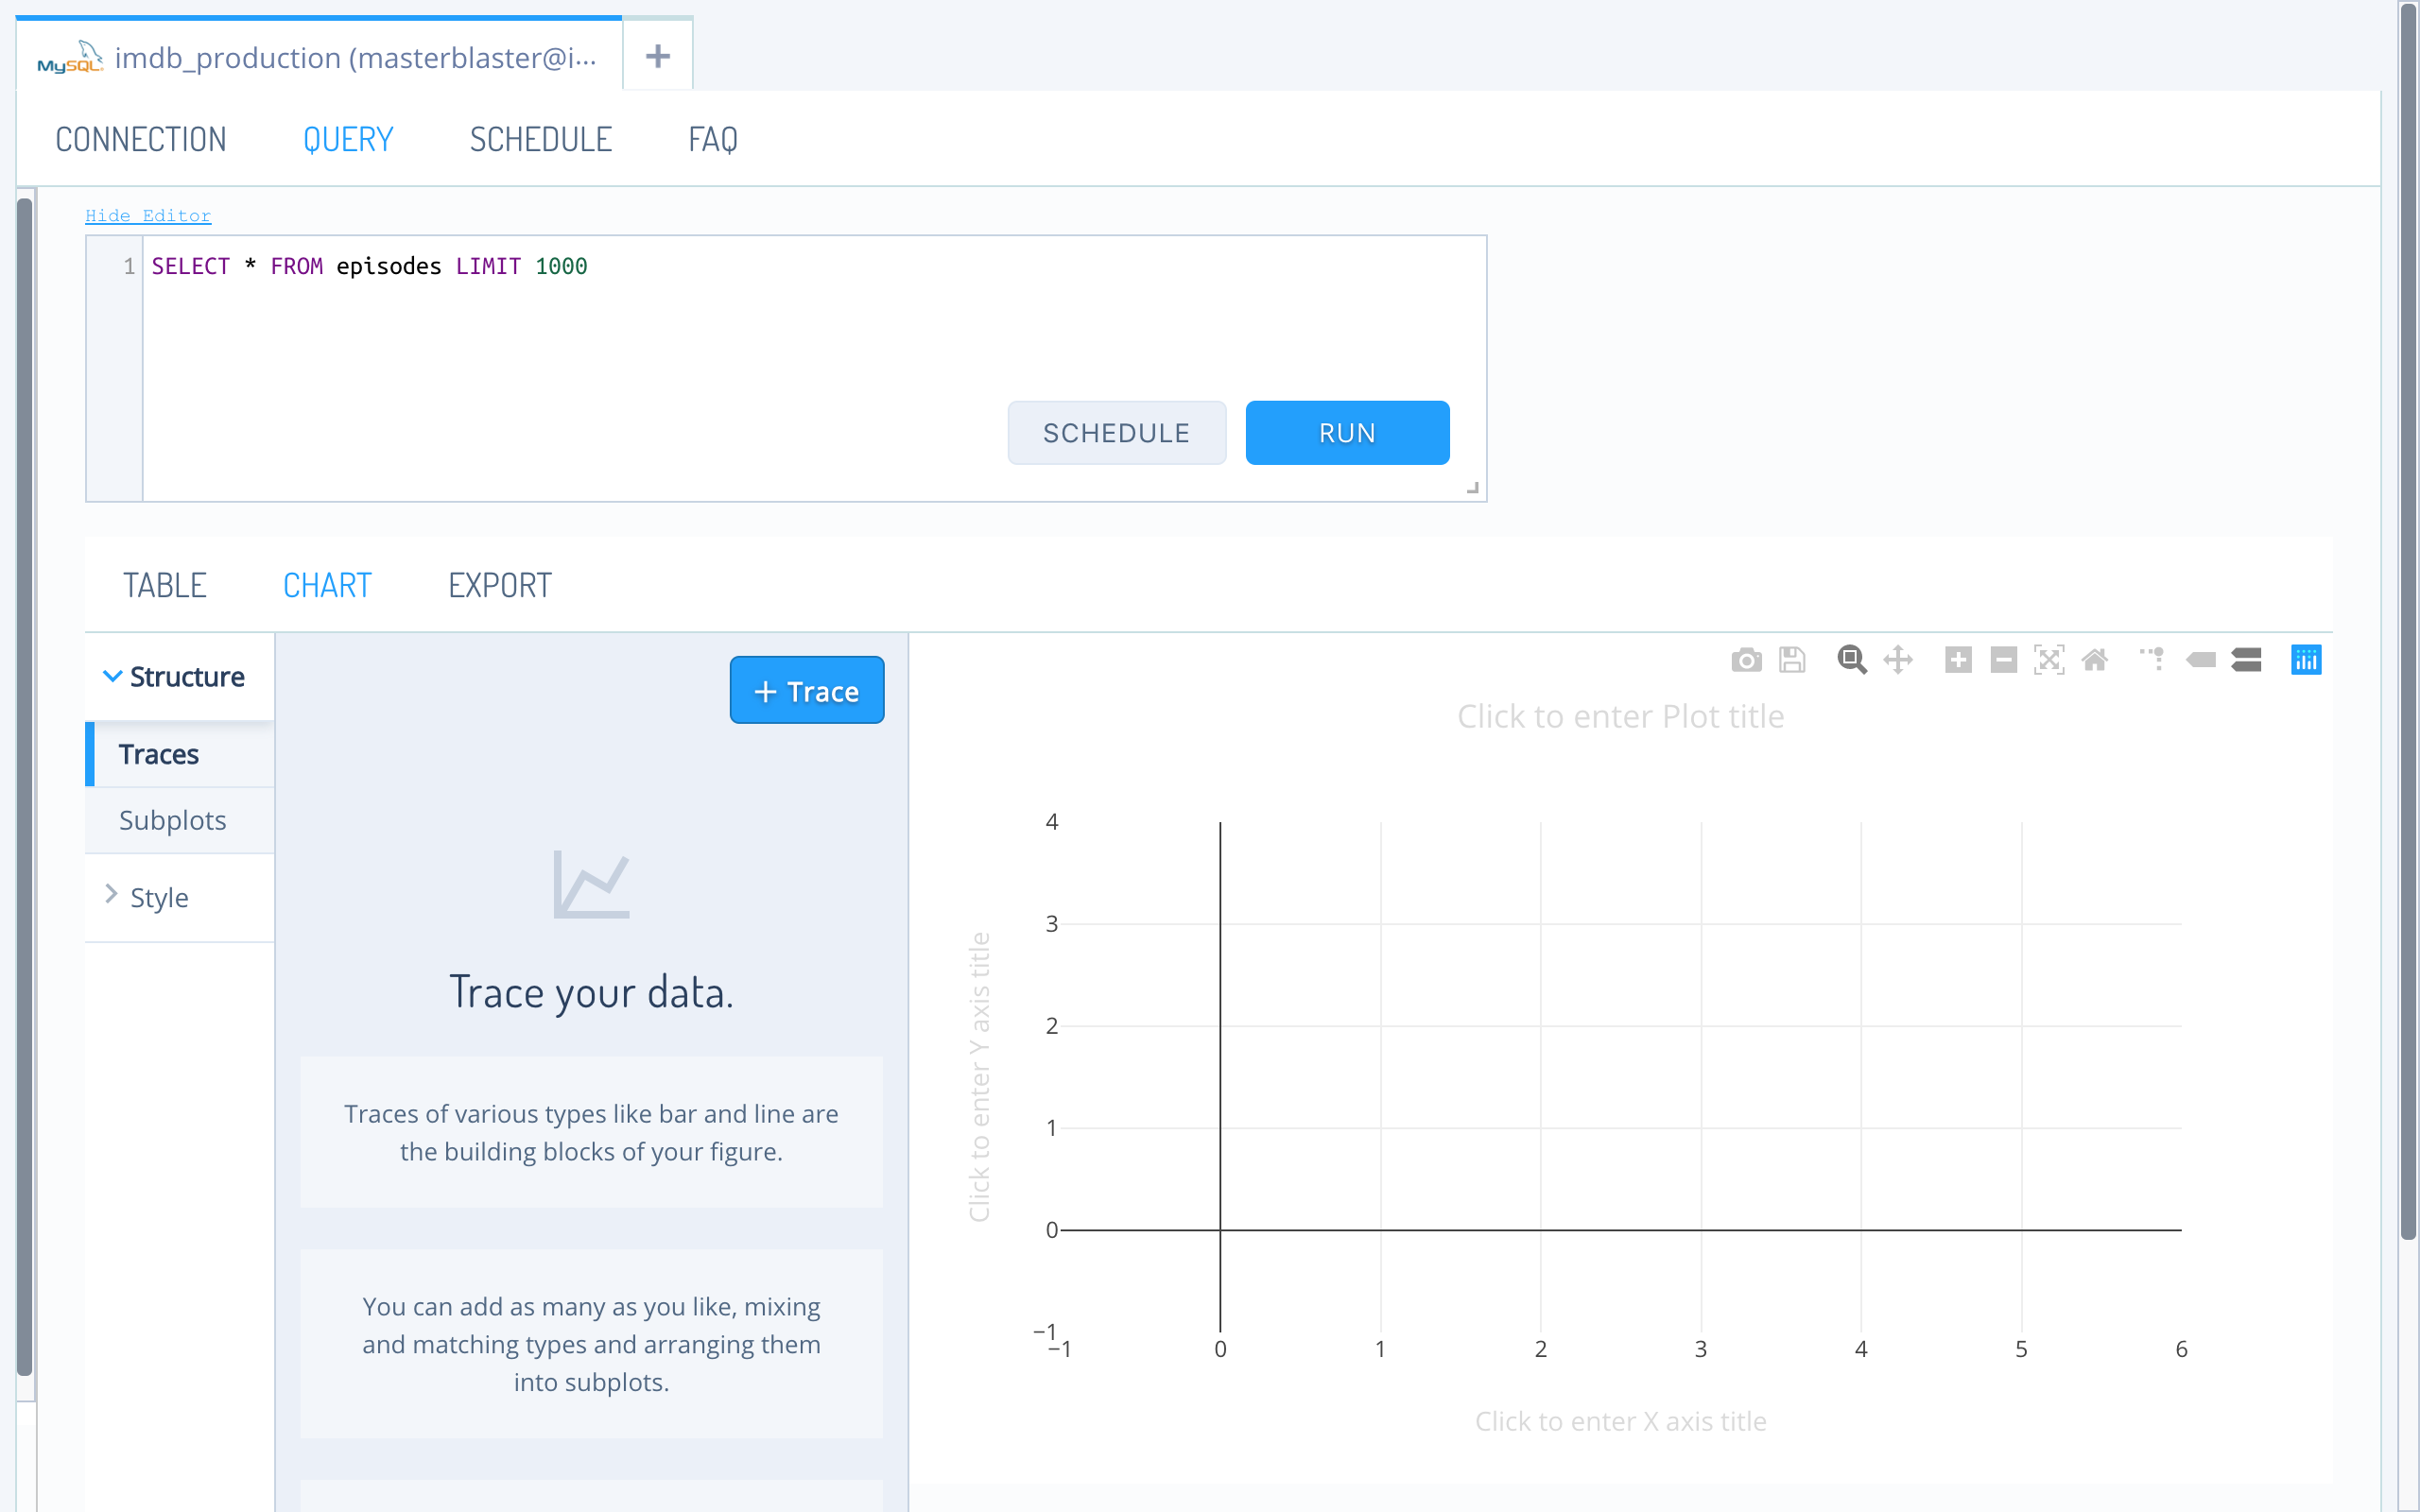 MySQL imdb_production (masterblaster@i...
CONNECTION QUERY SCHEDULE FAQ
Hide Editor
1 SELECT * FROM episodes LIMIT 1000
SCHEDULE RUN
TABLE CHART EXPORT
Structure
+ Trace
Traces
Subplots
Style
Trace your data.
Traces of various types like bar and line are
the building blocks of your figure.
You can add as many as you like, mixing
and matching types and arranging them
into subplots.
Click to enter Plot title
4
3
2
1
0
−1
Click to enter Y axis title
−1 0 1 2 3 4 5 6
Click to enter X axis title